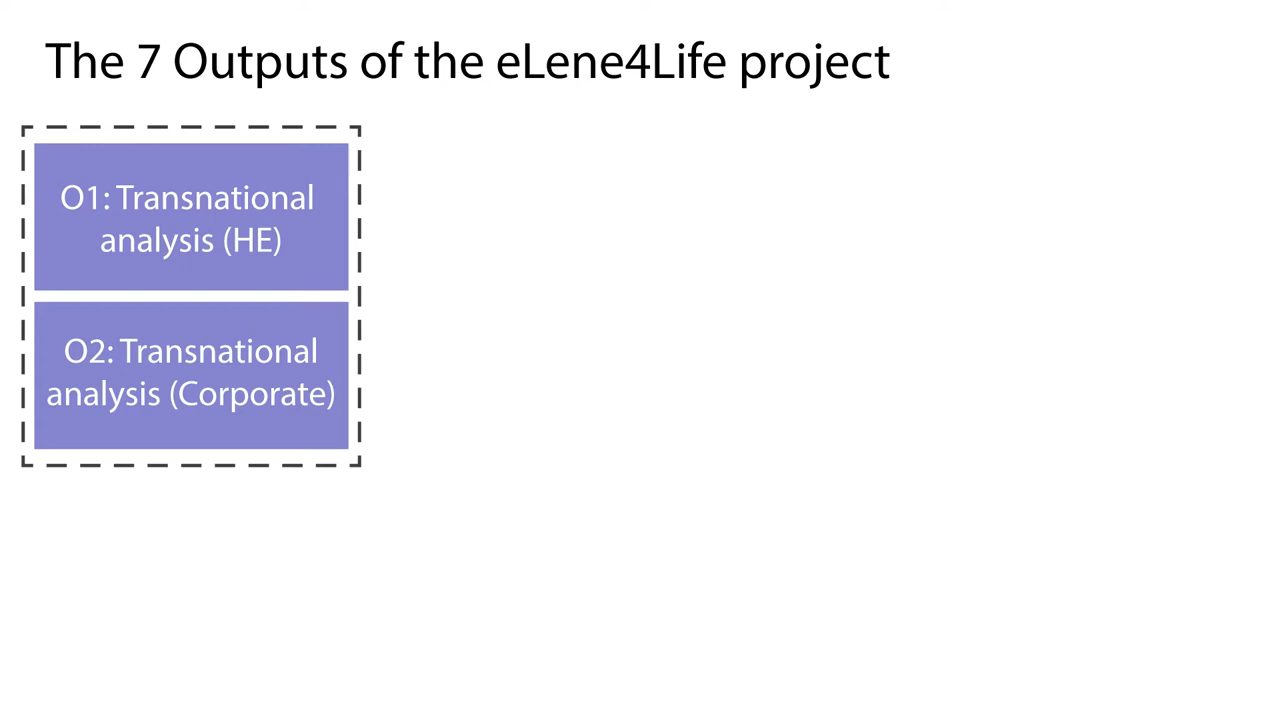 The 7 Outputs of the eLene4Life project
O1: Transnational
analysis (HE)
O2: Transnational
analysis (Corporate)